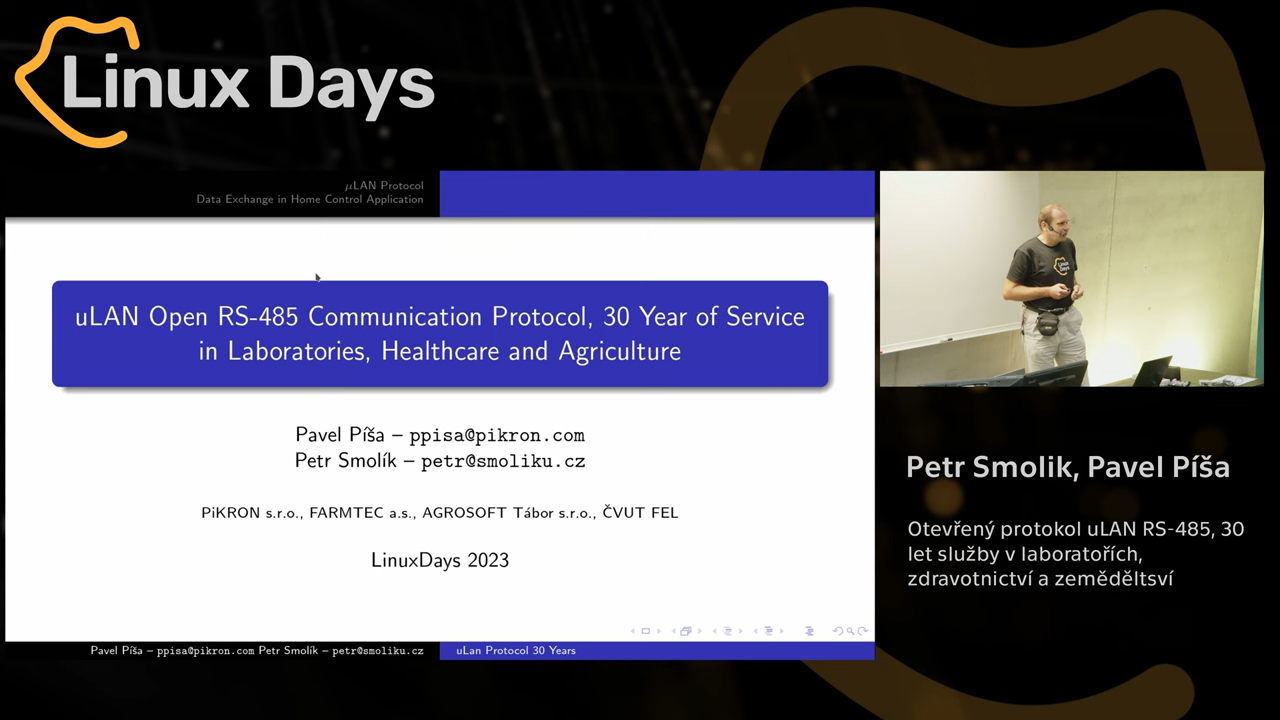 Linux Days
µLAN Protocol
Data Exchange in Home Control Application
uLAN Open RS-485 Communication Protocol, 30 Year of Service
in Laboratories, Healthcare and Agriculture
Pavel Píša – ppisa@pikron.com
Petr Smolík – petr@smoliku.cz
PiKRON s.r.o., FARMTEC a.s., AGROSOFT Tábor s.r.o., ČVUT FEL
LinuxDays 2023
Pavel Píša – ppisa@pikron.com Petr Smolík – petr@smoliku.cz
uLan Protocol 30 Years
Linux
Days
Petr Smolik, Pavel Píša
Otevřený protokol uLAN RS-485, 30
let služby v laboratořích,
zdravotnictví a zeměděltsví